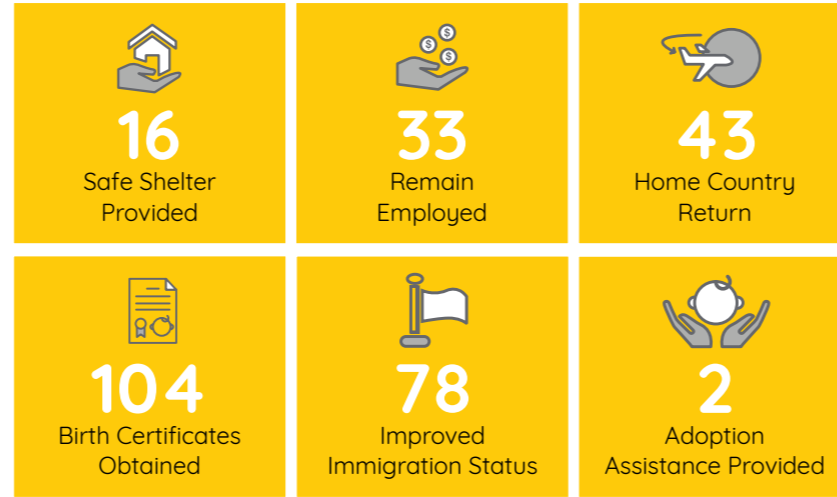 $
$
$
16
Safe Shelter
Provided
33
Remain
Employed
43
Home Country
Return
104
Birth Certificates
Obtained
78
Improved
Immigration Status
2
Adoption
Assistance Provided